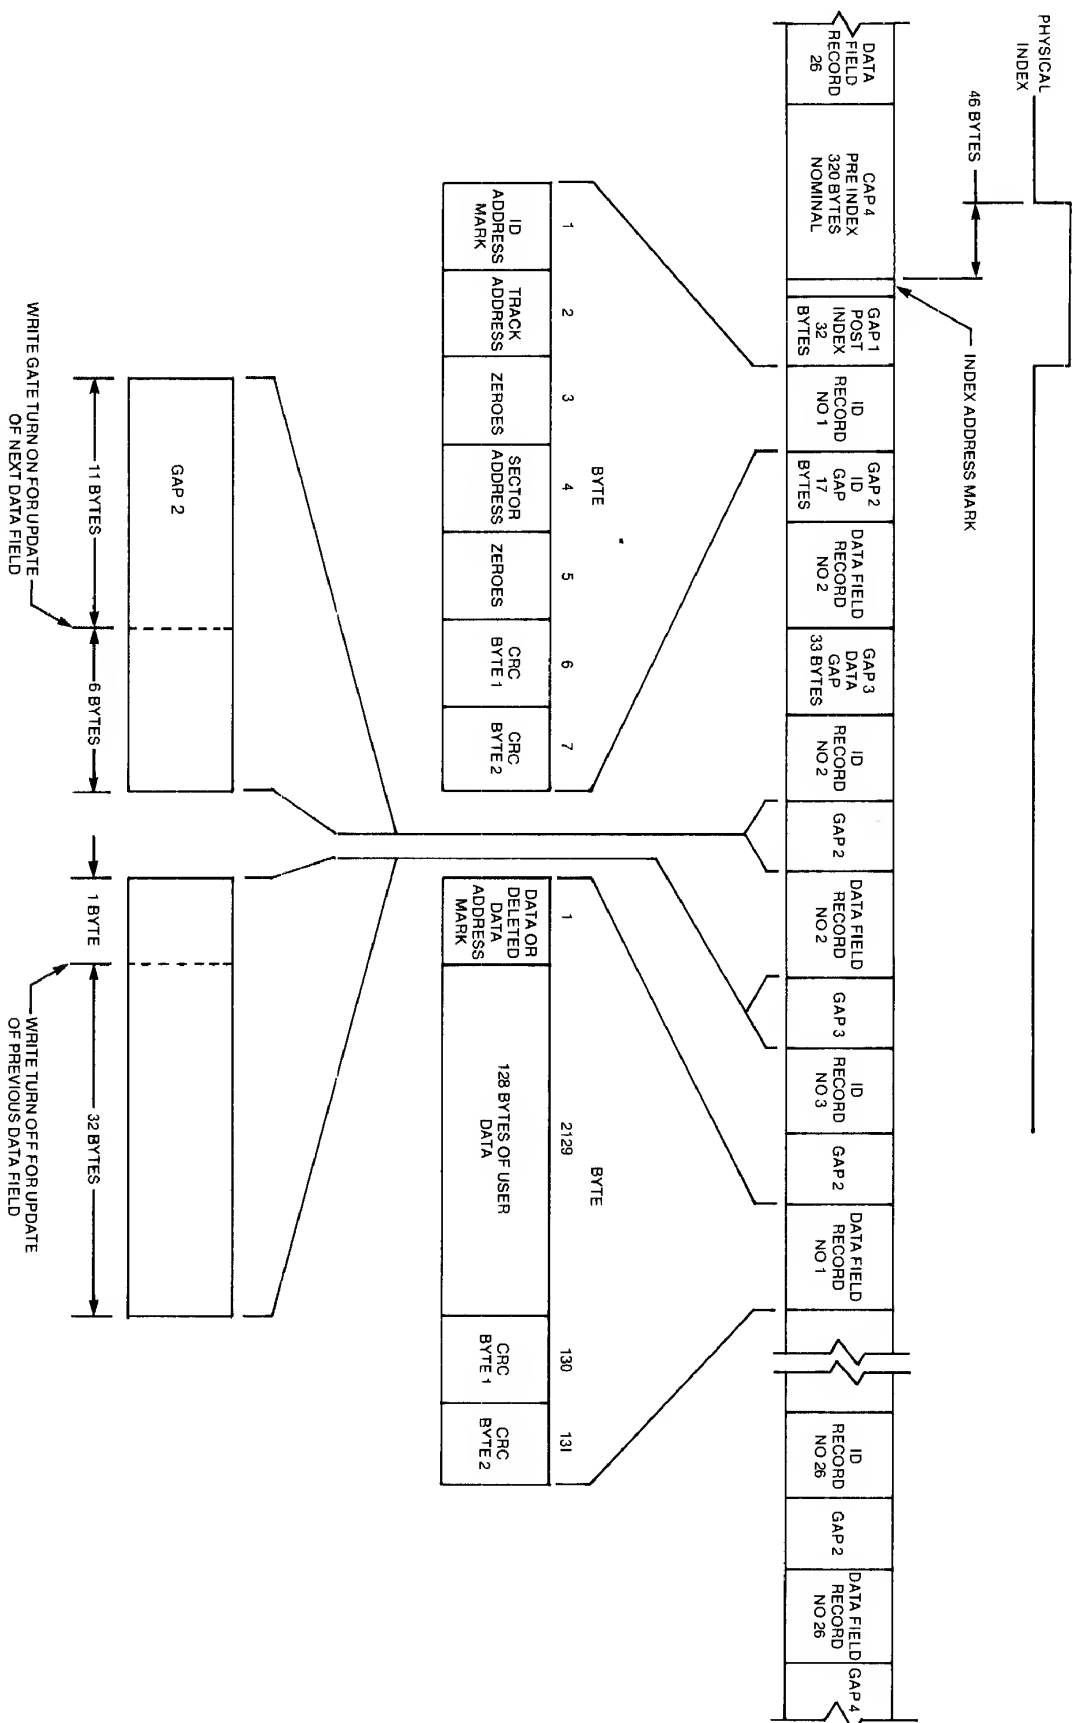 PHYSICAL
INDEX
46 BYTES
INDEX ADDRESS MARK
DATA
FIELD
RECORD
26
CAP 4
PRE INDEX
320 BYTES
NOMINAL
GAP 1
POST
INDEX
32
BYTES
ID
RECORD
NO 1
GAP 2
ID
GAP
17
BYTES
DATA FIELD
RECORD
NO 2
GAP 3
DATA
GAP
33 BYTES
ID
RECORD
NO 2
GAP 2
DATA FIELD
RECORD
NO 2
GAP 3
ID
RECORD
NO 3
GAP 2
DATA FIELD
RECORD
NO 1
ID
RECORD
NO 26
GAP 2
DATA FIELD
RECORD
NO 26
GAP 4
BYTE
1
2
3
4
5
6
7
ID
ADDRESS
MARK
TRACK
ADDRESS
ZEROES
SECTOR
ADDRESS
ZEROES
CRC
BYTE 1
CRC
BYTE 2
BYTE
1
2129
130
131
DATA OR
DELETED
DATA
ADDRESS
MARK
128 BYTES OF USER
DATA
CRC
BYTE 1
CRC
BYTE 2
GAP 2
11 BYTES
6 BYTES
1 BYTE
32 BYTES
WRITE GATE TURN ON FOR UPDATE
OF NEXT DATA FIELD
WRITE TURN OFF FOR UPDATE
OF PREVIOUS DATA FIELD